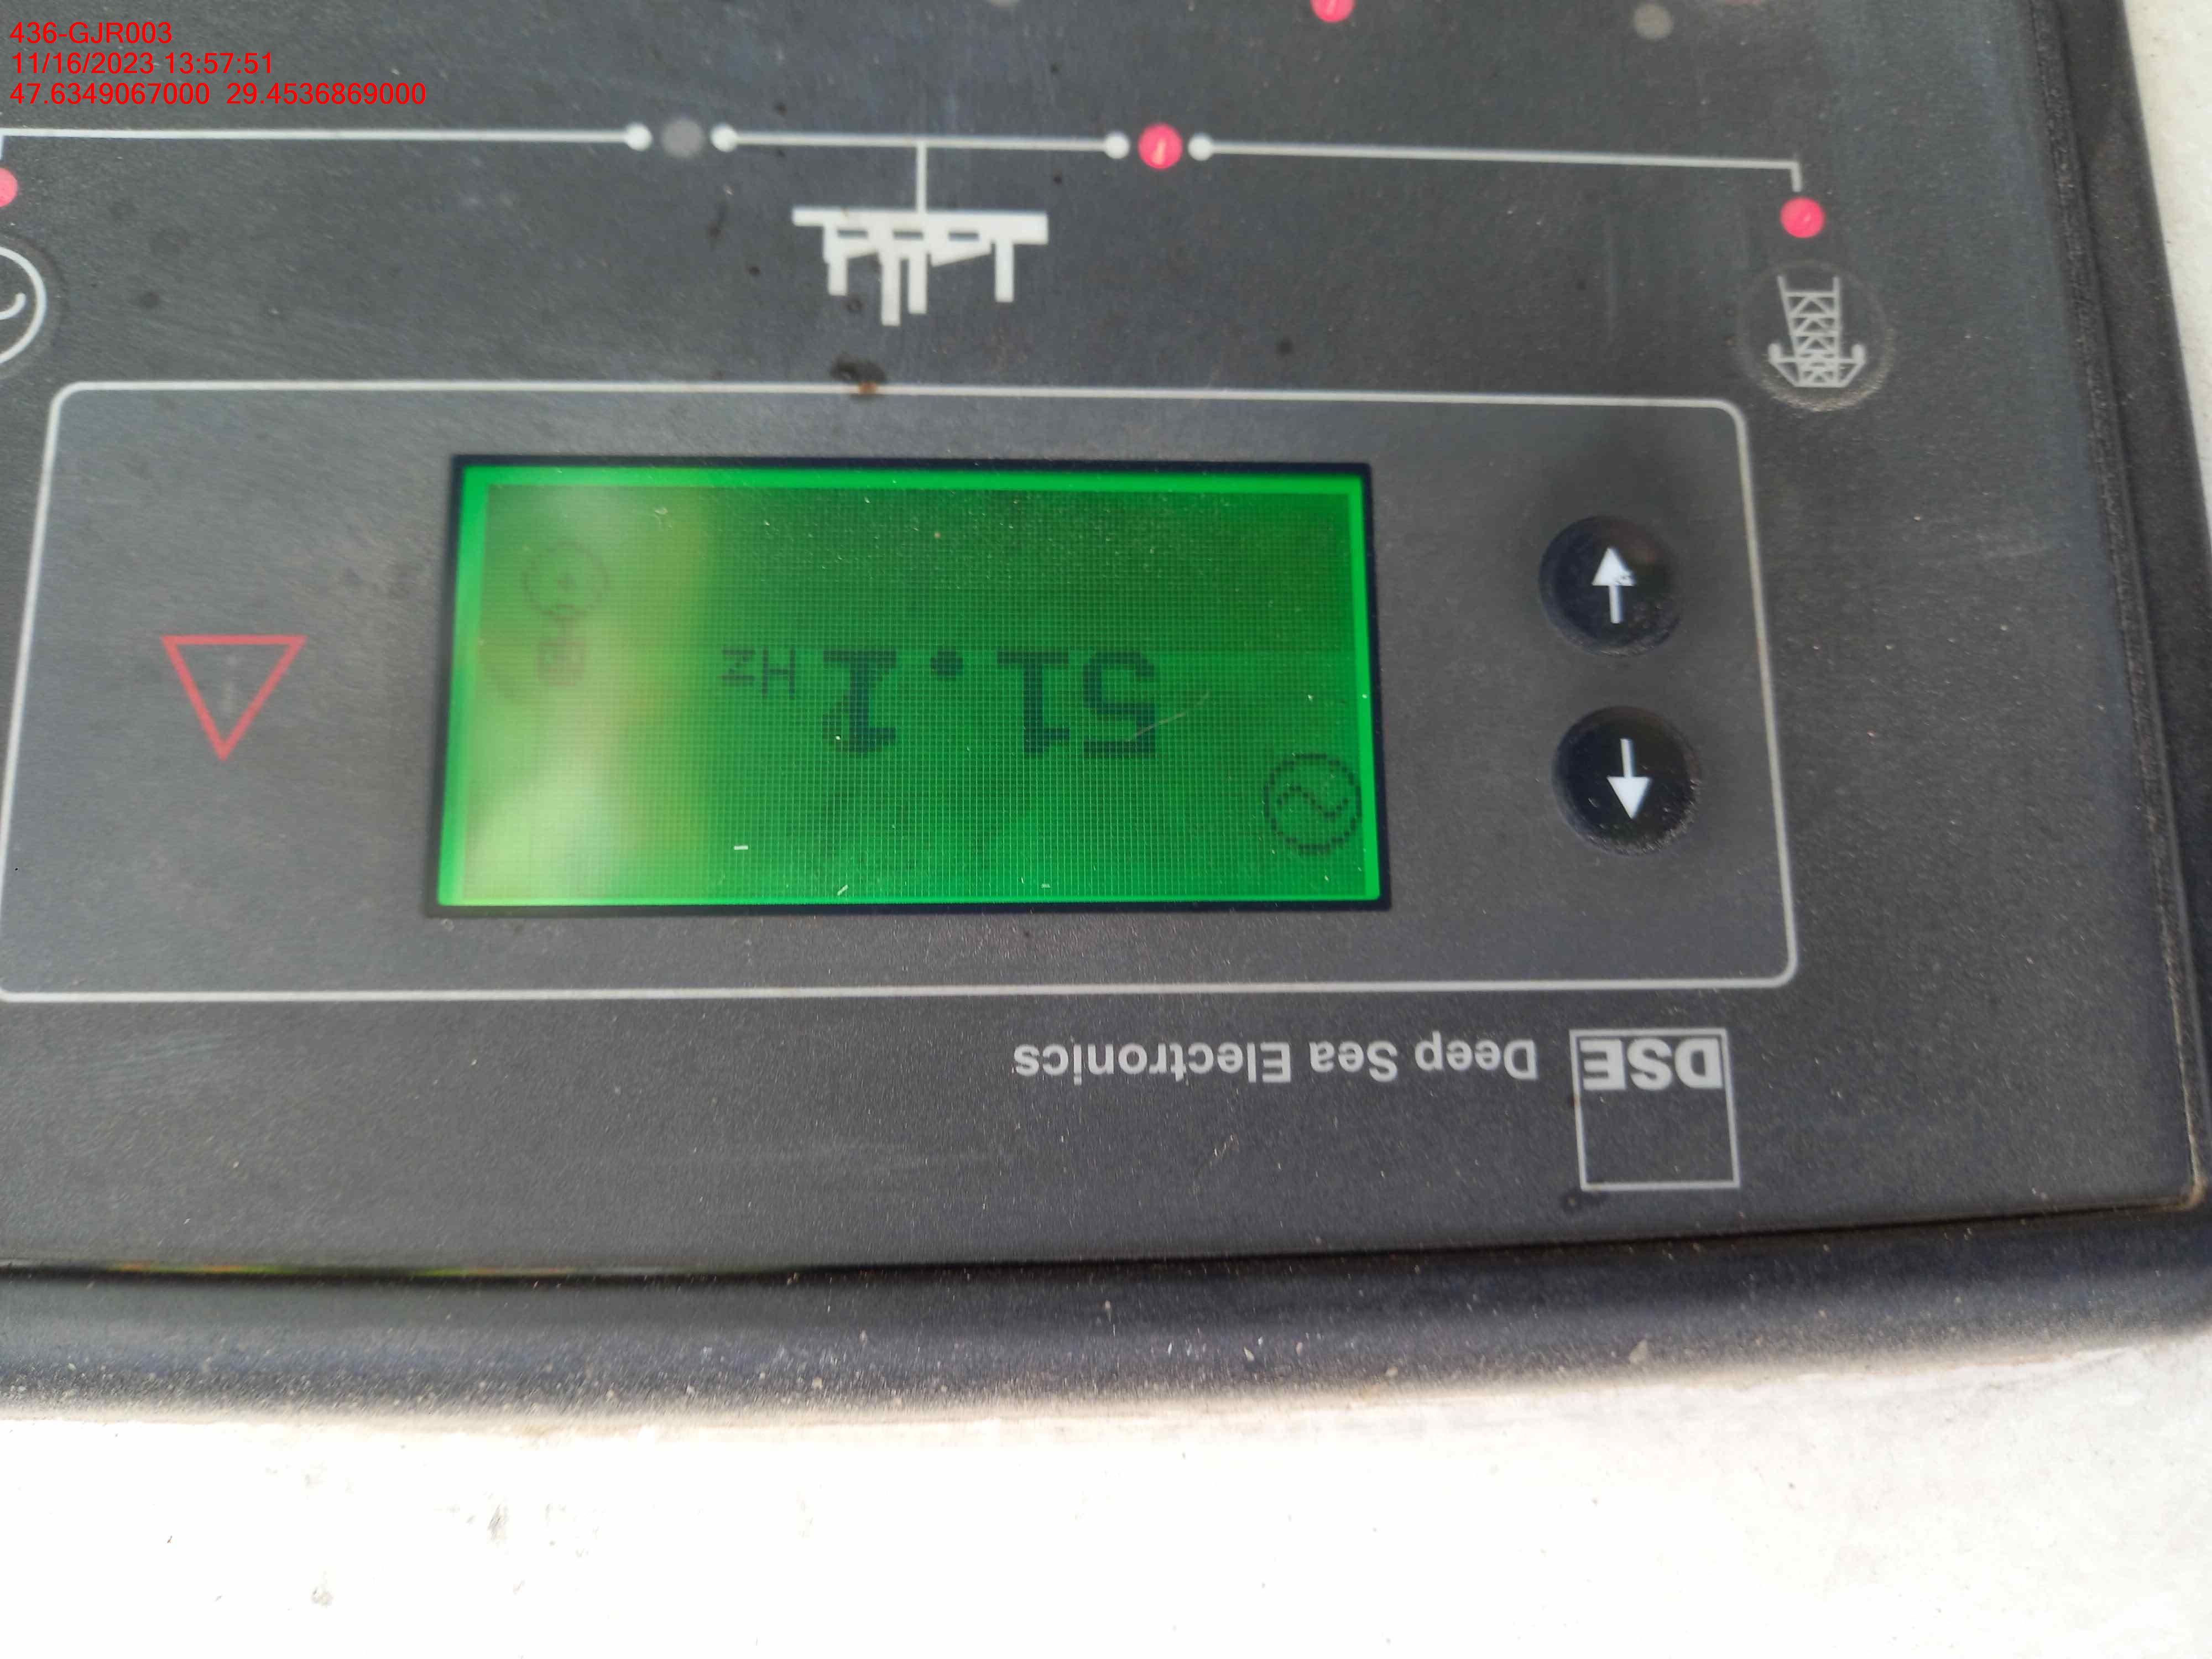 436-GJR003
11/16/2023 13:57:51
47.6349067000 29.4536869000
DSE Deep Sea Electronics
51.1 Hz